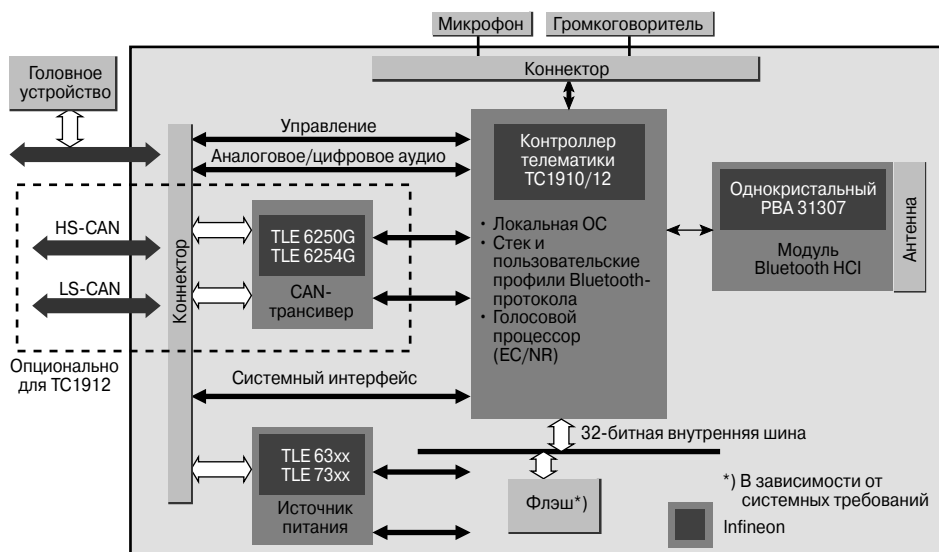 Микрофон
Громкоговоритель
Коннектор
Головное
устройство
Управление
Аналоговое/цифровое аудио
Контроллер
телематики
TC1910/12
Однокристальный
PBA 31307
Модуль
Bluetooth HCI
Антенна
HS-CAN
LS-CAN
Коннектор
TLE 6250G
TLE 6254G
CAN-
трансивер
· Локальная ОС
· Стек и
пользовательские
профили Bluetooth-
протокола
· Голосовой
процессор
(EC/NR)
Опционально
для TC1912
Системный интерфейс
32-битная внутренняя шина
TLE 63xx
TLE 73xx
Источник
питания
Флэш*)
*) В зависимости от
системных требований
Infineon